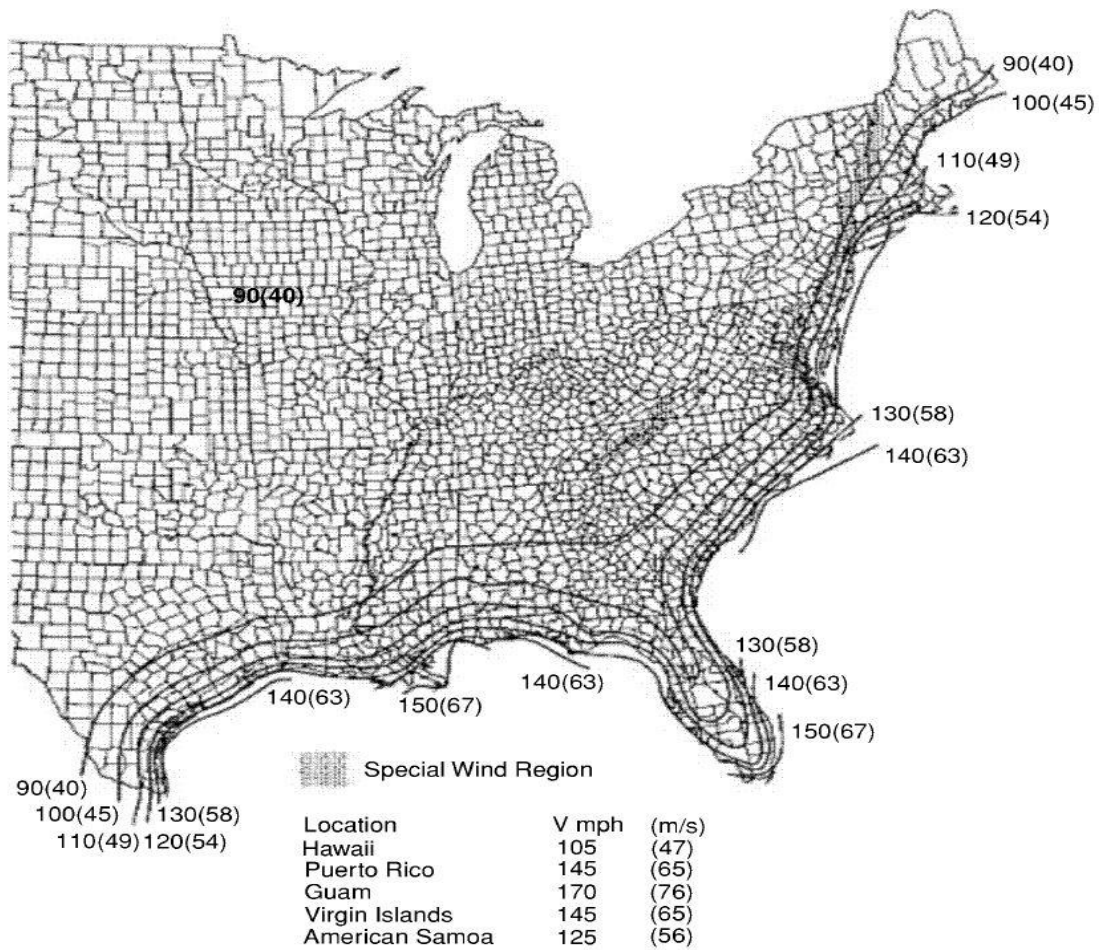 90(40)
100(45)
110(49)
120(54)
90(40)
130(58)
140(63)
130(58)
140(63)
140(63)
140(63)
150(67)
150(67)
90(40)
100(45)
130(58)
110(49) 120(54)
Special Wind Region
Location V mph (m/s)
Hawaii 105 (47)
Puerto Rico 145 (65)
Guam 170 (76)
Virgin Islands 145 (65)
American Samoa 125 (56)